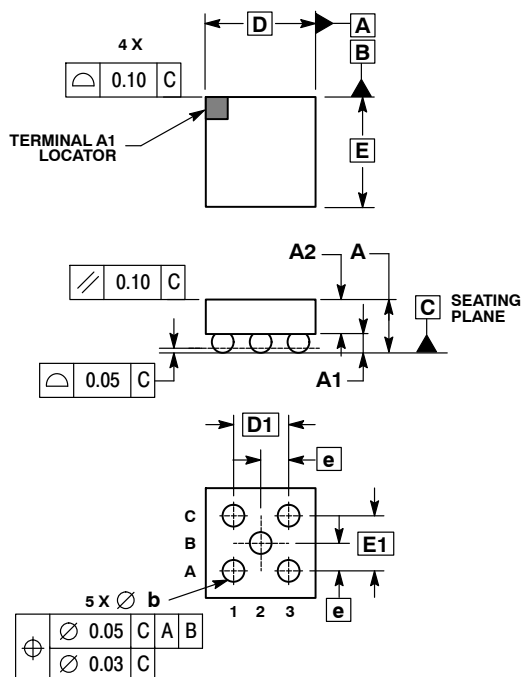 D
A
4 X
B
⌓ 0.10 C
TERMINAL A1
LOCATOR
E
A2 A
⫽ 0.10 C
C SEATING
PLANE
⌓ 0.05 C
A1
D1
e
C
B
E1
A
5 X ∅ b
1 2 3
e
⌖ ∅ 0.05 C A B
∅ 0.03 C